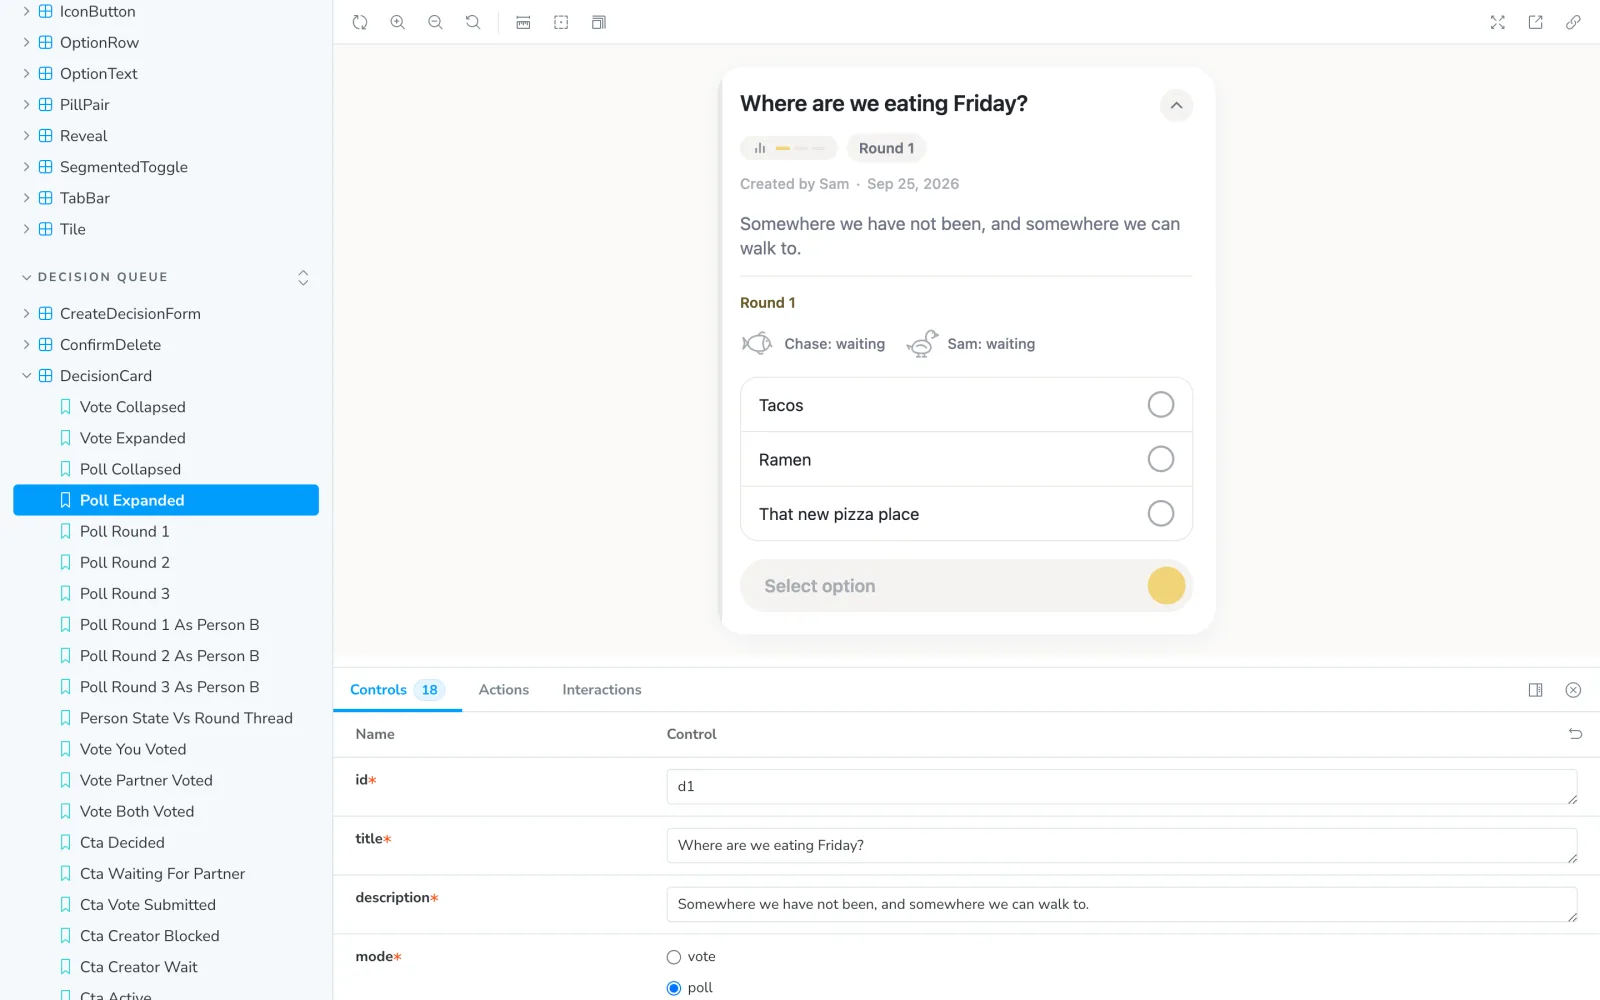 IconButton
OptionRow
OptionText
PillPair
Reveal
SegmentedToggle
TabBar
Tile
DECISION QUEUE
CreateDecisionForm
ConfirmDelete
DecisionCard
Vote Collapsed
Vote Expanded
Poll Collapsed
Poll Expanded
Poll Round 1
Poll Round 2
Poll Round 3
Poll Round 1 As Person B
Poll Round 2 As Person B
Poll Round 3 As Person B
Person State Vs Round Thread
Vote You Voted
Vote Partner Voted
Vote Both Voted
Cta Decided
Cta Waiting For Partner
Cta Vote Submitted
Cta Creator Blocked
Cta Creator Wait
Cta Active
Where are we eating Friday?
Round 1
Created by Sam · Sep 25, 2026
Somewhere we have not been, and somewhere we can
walk to.
Round 1
Chase: waiting Sam: waiting
Tacos
Ramen
That new pizza place
Select option
Controls 18 Actions Interactions
Name Control
id* d1
title* Where are we eating Friday?
description* Somewhere we have not been, and somewhere we can walk to.
mode* vote
poll